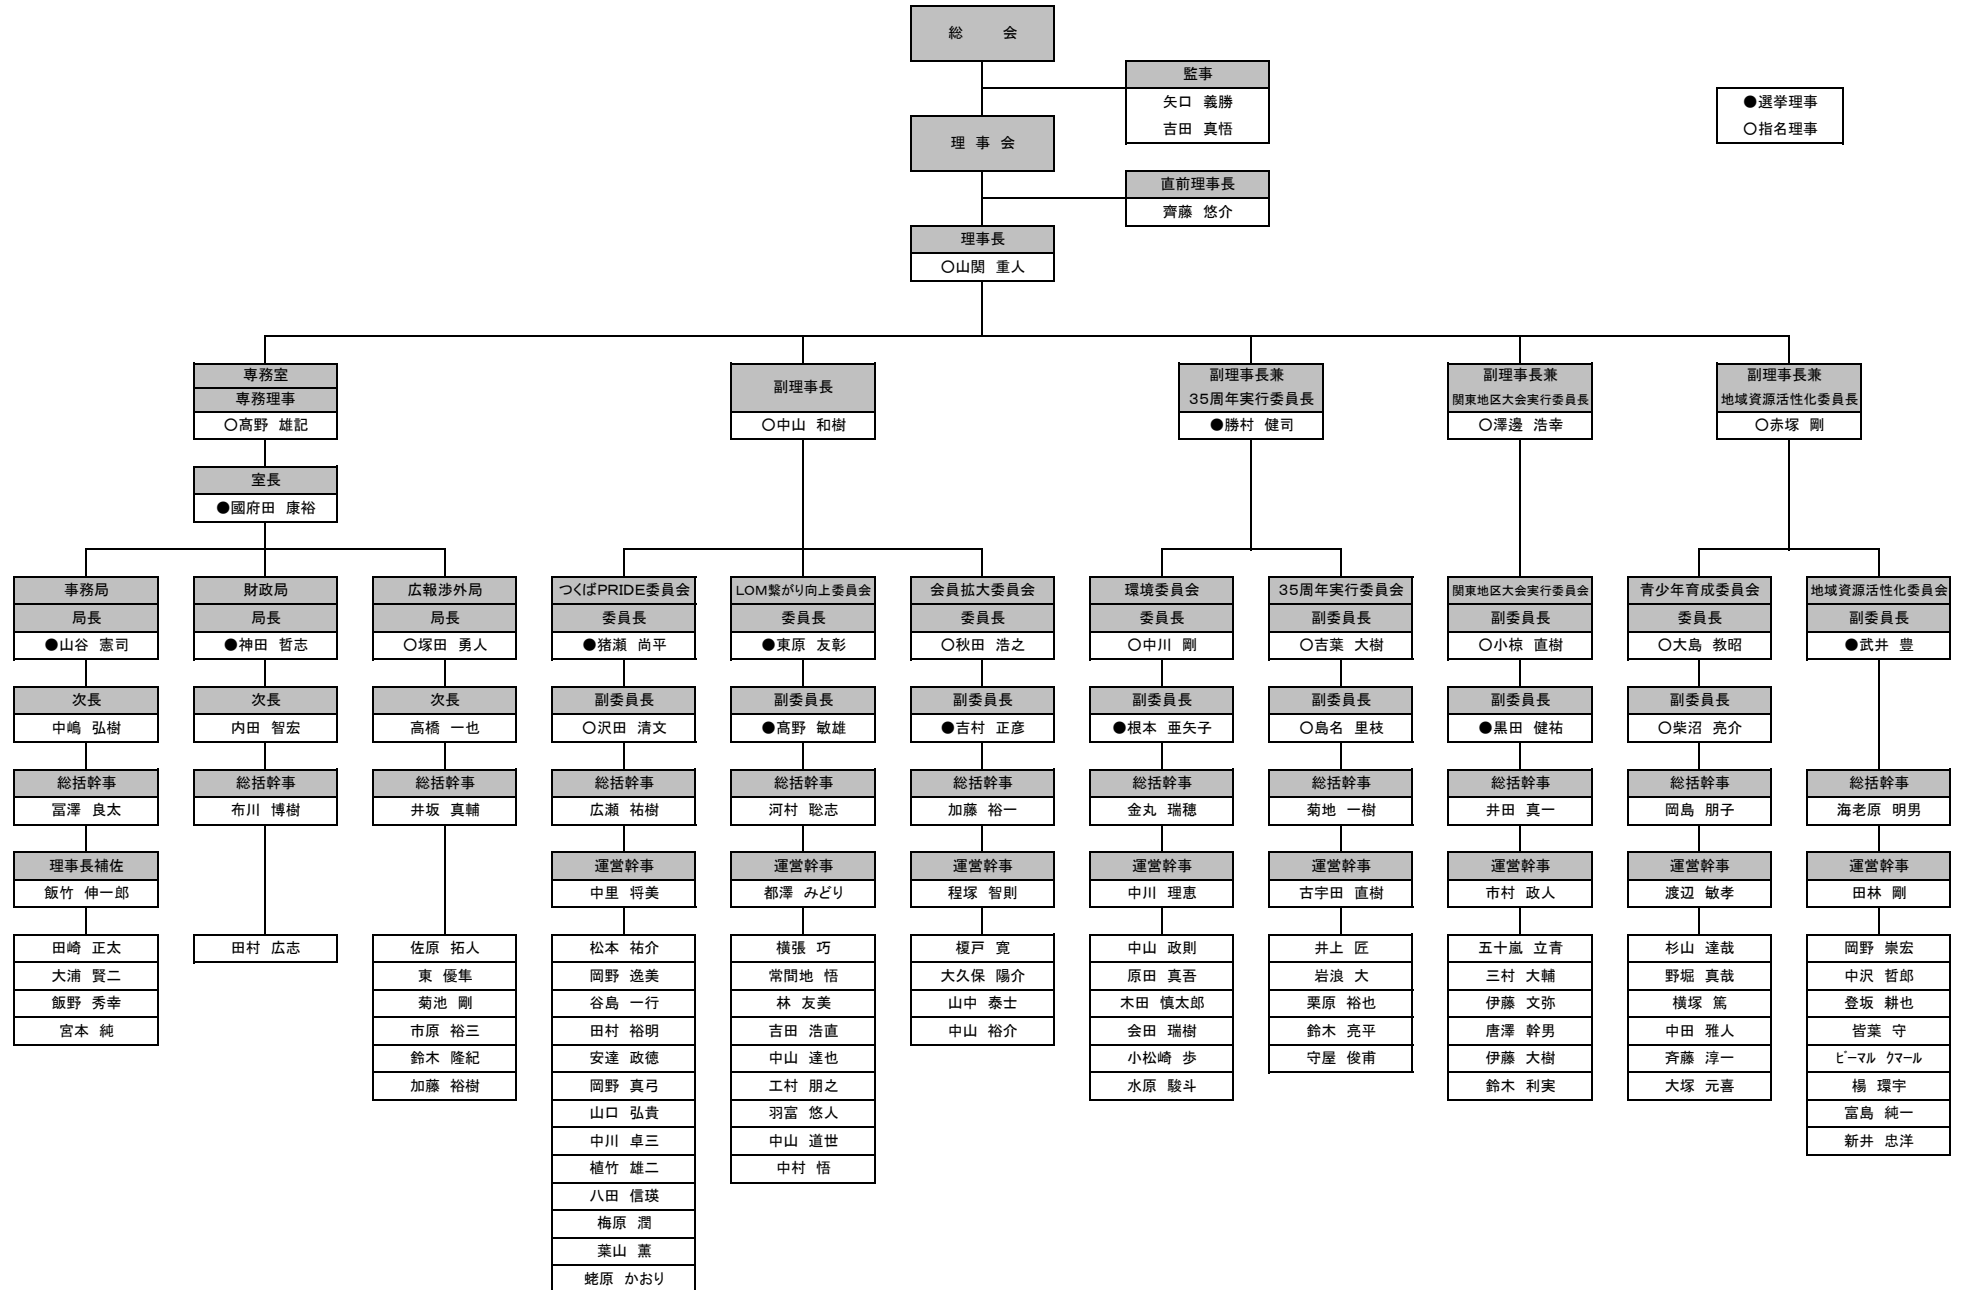 総 会
監事
矢口 義勝
吉田 真悟
●選挙理事
○指名理事
理 事 会
直前理事長
齊藤 悠介
理事長
○山関 重人
専務室
専務理事
○髙野 雄記
室長
●國府田 康裕
副理事長
○中山 和樹
副理事長兼
35周年実行委員長
●勝村 健司
副理事長兼
関東地区大会実行委員長
○澤邊 浩幸
副理事長兼
地域資源活性化委員長
○赤塚 剛
事務局
局長
●山谷 憲司
次長
中嶋 弘樹
総括幹事
冨澤 良太
理事長補佐
飯竹 伸一郎
田崎 正太
大浦 賢二
飯野 秀幸
宮本 純
財政局
局長
●神田 哲志
次長
内田 智宏
総括幹事
布川 博樹
田村 広志
広報渉外局
局長
○塚田 勇人
次長
高橋 一也
総括幹事
井坂 真輔
佐原 拓人
東 優隼
菊池 剛
市原 裕三
鈴木 隆紀
加藤 裕樹
つくばPRIDE委員会
委員長
●猪瀬 尚平
副委員長
○沢田 清文
総括幹事
広瀬 祐樹
運営幹事
中里 将美
松本 祐介
岡野 逸美
谷島 一行
田村 裕明
安達 政徳
岡野 真弓
山口 弘貴
中川 卓三
植竹 雄二
八田 信瑛
梅原 潤
葉山 薫
蛯原 かおり
LOM繋がり向上委員会
委員長
●東原 友彰
副委員長
●髙野 敏雄
総括幹事
河村 聡志
運営幹事
都澤 みどり
横張 巧
常間地 悟
林 友美
吉田 浩直
中山 達也
工村 朋之
羽富 悠人
中山 道世
中村 悟
会員拡大委員会
委員長
○秋田 浩之
副委員長
●吉村 正彦
総括幹事
加藤 裕一
運営幹事
程塚 智則
榎戸 寛
大久保 陽介
山中 泰士
中山 裕介
環境委員会
委員長
○中川 剛
副委員長
●根本 亜矢子
総括幹事
金丸 瑞穂
運営幹事
中川 理恵
中山 政則
原田 真吾
木田 慎太郎
会田 瑞樹
小松崎 歩
水原 駿斗
35周年実行委員会
副委員長
○吉葉 大樹
副委員長
○島名 里枝
総括幹事
菊地 一樹
運営幹事
古宇田 直樹
井上 匠
岩浪 大
栗原 裕也
鈴木 亮平
守屋 俊甫
関東地区大会実行委員会
副委員長
○小椋 直樹
副委員長
●黒田 健祐
総括幹事
井田 真一
運営幹事
市村 政人
五十嵐 立青
三村 大輔
伊藤 文弥
唐澤 幹男
伊藤 大樹
鈴木 利実
青少年育成委員会
委員長
○大島 教昭
副委員長
○柴沼 亮介
総括幹事
岡島 朋子
運営幹事
渡辺 敏孝
杉山 達哉
野堀 真哉
横塚 篤
中田 雅人
斉藤 淳一
大塚 元喜
地域資源活性化委員会
副委員長
●武井 豊
総括幹事
海老原 明男
運営幹事
田林 剛
岡野 崇宏
中沢 哲郎
登坂 耕也
皆葉 守
ﾋﾞｰマル クマール
楊 環宇
富島 純一
新井 忠洋